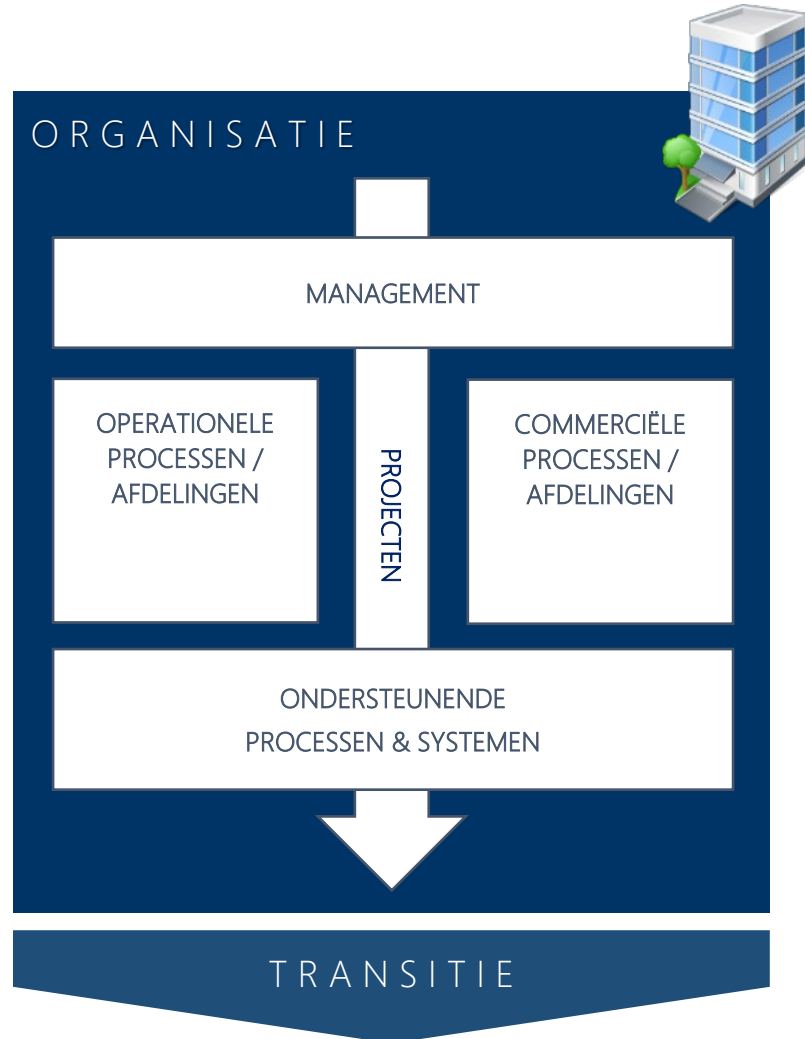 ORGANISATIE
MANAGEMENT
OPERATIONELE
PROCESSEN /
AFDELINGEN
PROJECTEN
COMMERCIËLE
PROCESSEN /
AFDELINGEN
ONDERSTEUNENDE
PROCESSEN & SYSTEMEN
TRANSITIE